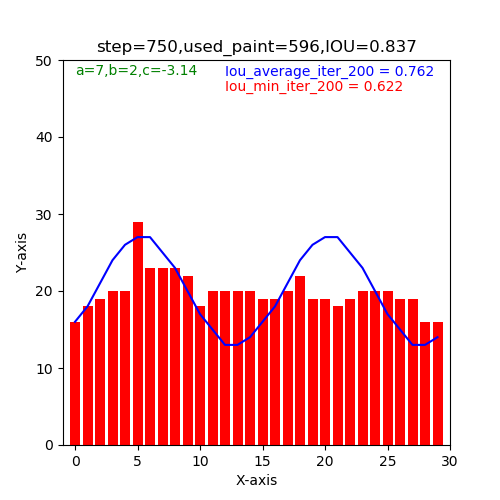 step=750,used_paint=596,IOU=0.837
a=7,b=2,c=-3.14
Iou_average_iter_200 = 0.762
Iou_min_iter_200 = 0.622
50
40
30
20
10
0
Y-axis
0 5 10 15 20 25 30
X-axis